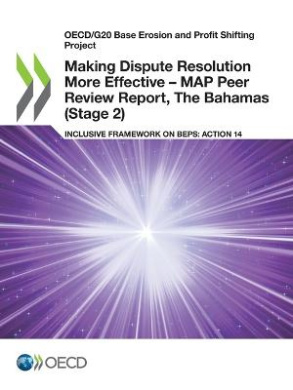 OECD/G20 Base Erosion and Profit Shifting
Project
Making Dispute Resolution
More Effective – MAP Peer
Review Report, The Bahamas
(Stage 2)
INCLUSIVE FRAMEWORK ON BEPS: ACTION 14
OECD